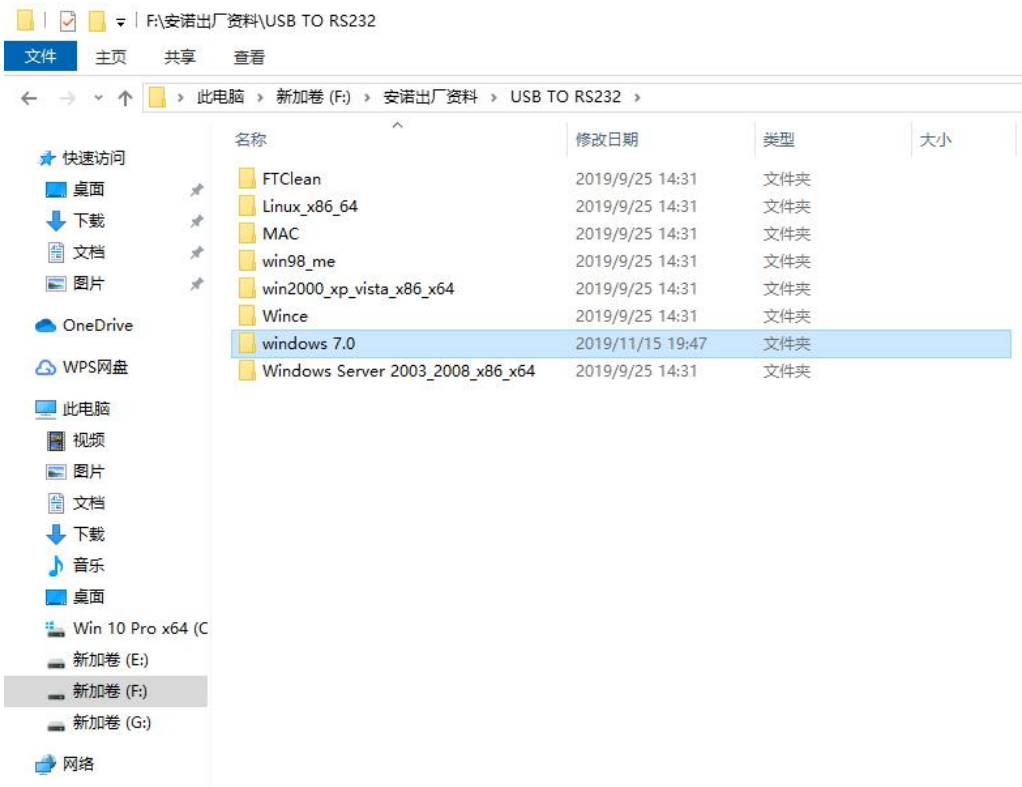 F:\安诺出厂资料\USB TO RS232
文件 主页 共享 查看
此电脑 > 新加卷 (F:) > 安诺出厂资料 > USB TO RS232 >
名称 修改日期 类型 大小
快速访问
桌面
下载
文档
图片
OneDrive
WPS网盘
此电脑
视频
图片
文档
下载
音乐
桌面
Win 10 Pro x64 (C
新加卷 (E:)
新加卷 (F:)
新加卷 (G:)
网络
FTClean 2019/9/25 14:31 文件夹
Linux_x86_64 2019/9/25 14:31 文件夹
MAC 2019/9/25 14:31 文件夹
win98_me 2019/9/25 14:31 文件夹
win2000_xp_vista_x86_x64 2019/9/25 14:31 文件夹
Wince 2019/9/25 14:31 文件夹
windows 7.0 2019/11/15 19:47 文件夹
Windows Server 2003_2008_x86_x64 2019/9/25 14:31 文件夹